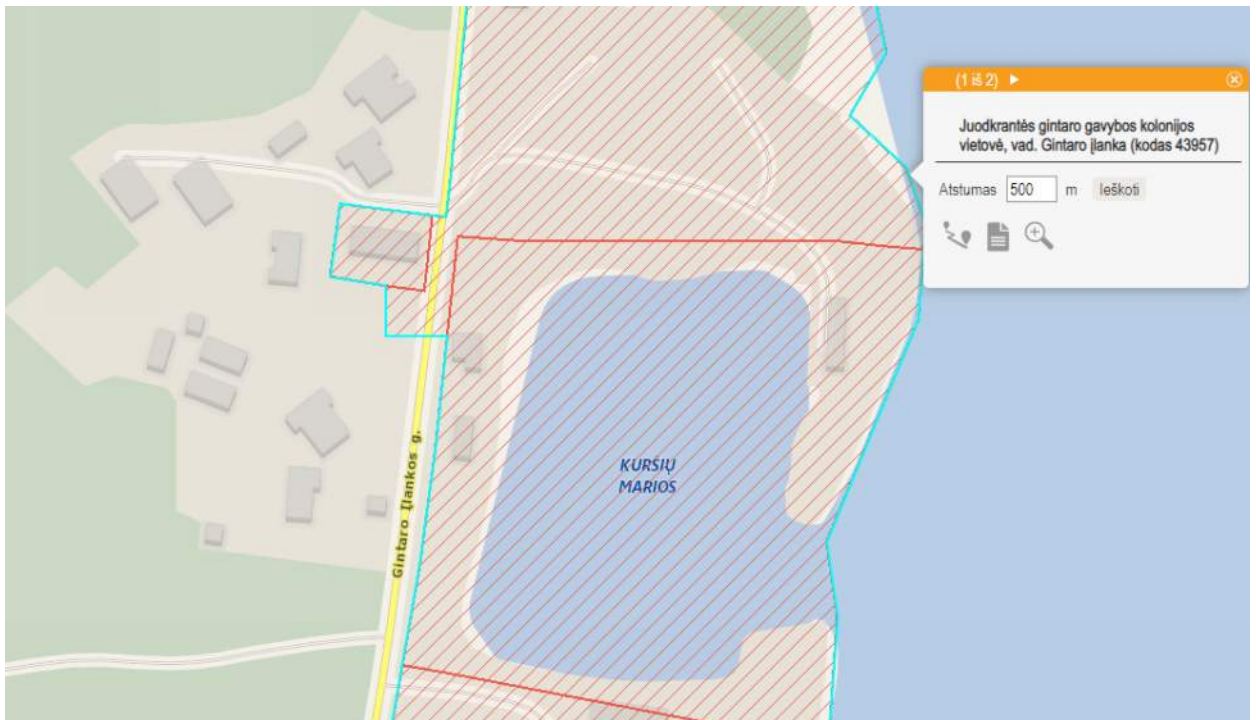 (1 iš 2)
Juodkrantės gintaro gavybos kolonijos
vietovė, vad. Gintaro įlanka (kodas 43957)
Atstumas 500 m Ieškoti
KURŠIŲ
MARIOS
Gintaro Įlankos g.